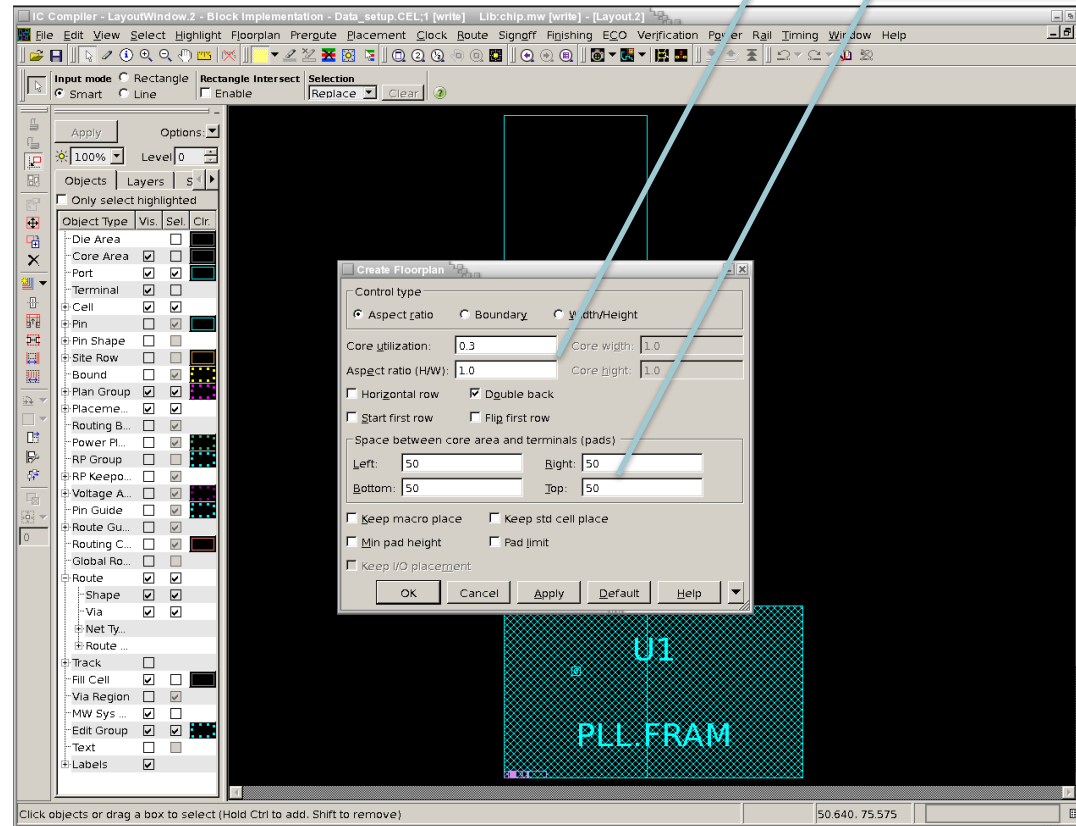 IC Compiler - LayoutWindow.2 - Block Implementation - Data_setup.CEL;1 [write] Lib:chip.mw [write] - [Layout.2]
File Edit View Select Highlight Floorplan Preroute Placement Clock Route Signoff Finishing ECO Verification Power Rail Timing Window Help
Input mode Rectangle Rectangle Intersect Selection
Smart Line Enable Replace Clear
Apply Options:
100% Level 0
Objects Layers S
Only select highlighted
Object Type Vis. Sel. Clr.
Die Area
Core Area
Port
Terminal
Cell
Pin
Pin Shape
Site Row
Bound
Plan Group
Placeme...
Routing B...
Power Pl...
RP Group
RP Keepo...
Voltage A...
Pin Guide
Route Gu...
0
Routing C...
Global Ro...
Route
Shape
Via
Net Ty...
Route ...
Track
Fill Cell
Via Region
MW Sys ...
Edit Group
Text
Labels
Create Floorplan
Control type
Aspect ratio Boundary Width/Height
Core utilization: 0.3 Core width: 1.0
Aspect ratio (H/W): 1.0 Core hight: 1.0
Horizontal row Double back
Start first row Flip first row
Space between core area and terminals (pads)
Left: 50 Right: 50
Bottom: 50 Top: 50
Keep macro place Keep std cell place
Min pad height Pad limit
Keep I/O placement
OK Cancel Apply Default Help
U1
PLL.FRAM
Click objects or drag a box to select (Hold Ctrl to add. Shift to remove) 50.640, 75.575